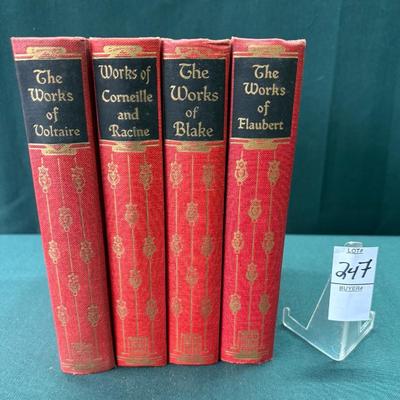 The
Works
of
Voltaire
Works of
Corneille
and
Racine
The
Works
of
Blake
The
Works
of
Flaubert
LOT#
247
BUYER#